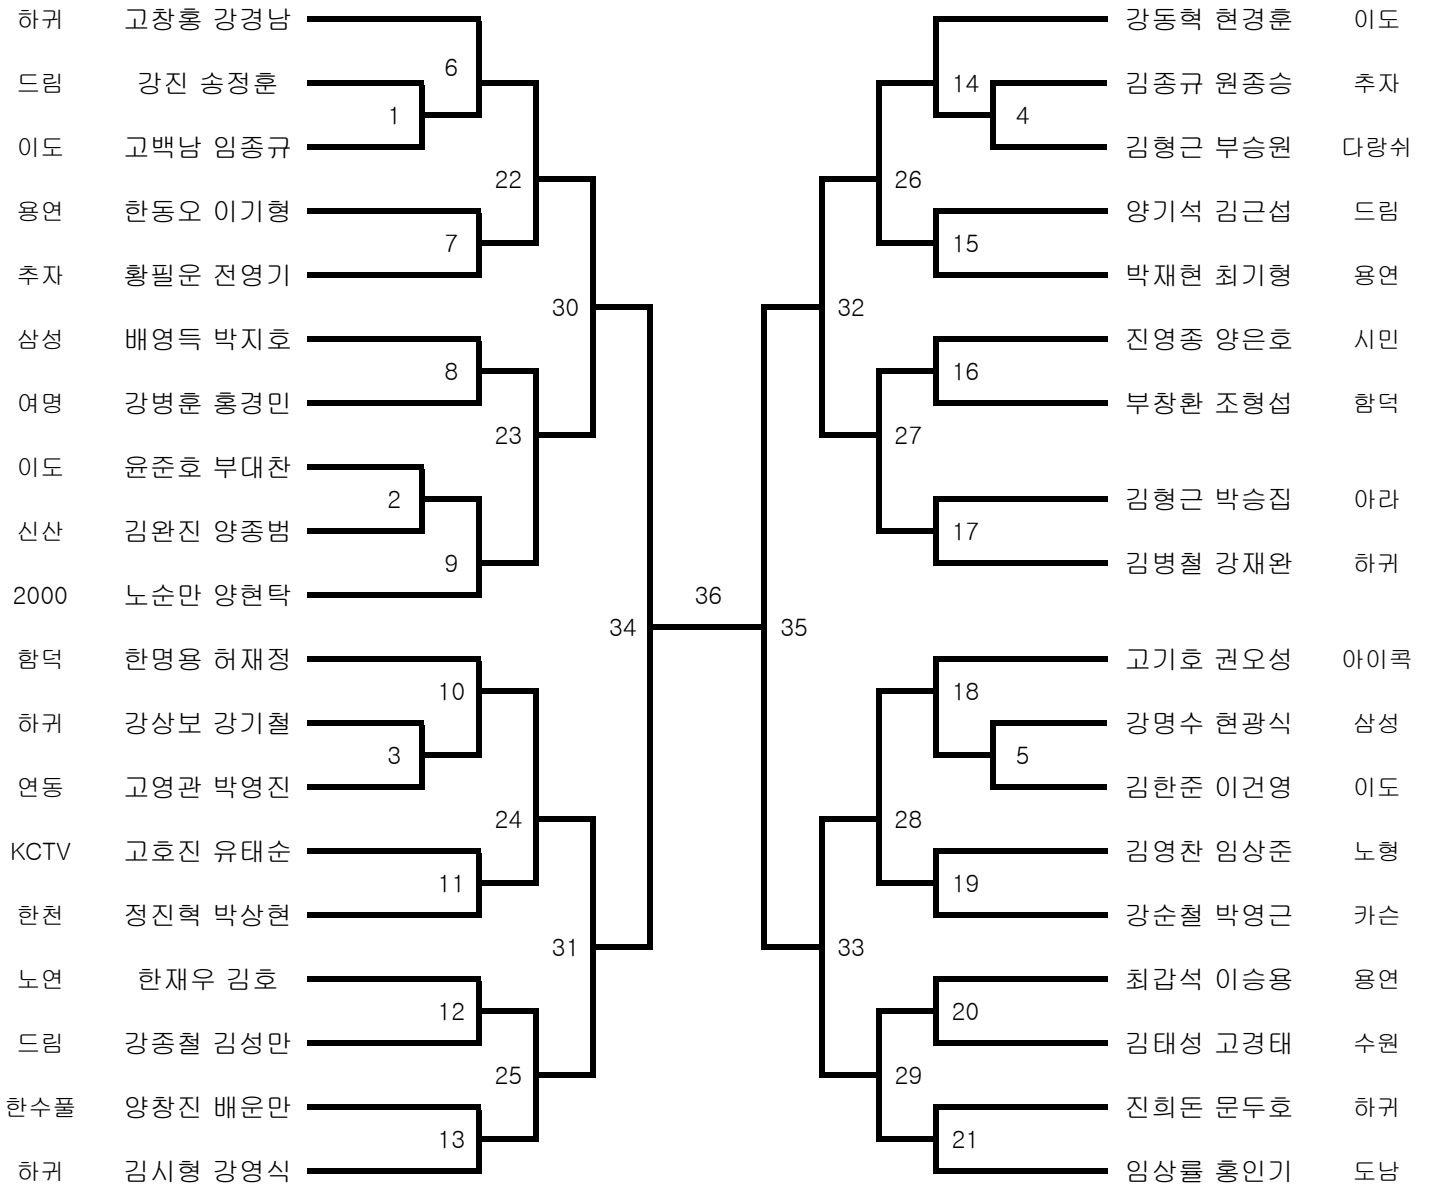 하귀 고창홍 강경남 강동혁 현경훈 이도
6
드림 강진 송정훈 14 김종규 원종승 추자
1 4
이도 고백남 임종규 김형근 부승원 다랑쉬
22 26
용연 한동오 이기형 양기석 김근섭 드림
7 15
추자 황필운 전영기 박재현 최기형 용연
30 32
삼성 배영득 박지호 진영종 양은호 시민
8 16
여명 강병훈 홍경민 부창환 조형섭 함덕
23 27
이도 윤준호 부대찬
2 김형근 박승집 아라
신산 김완진 양종범 17
9 김병철 강재완 하귀
2000 노순만 양현탁 36
34 35
함덕 한명용 허재정 고기호 권오성 아이콕
10 18
하귀 강상보 강기철 강명수 현광식 삼성
3 5
연동 고영관 박영진 김한준 이건영 이도
24 28
KCTV 고호진 유태순 김영찬 임상준 노형
11 19
한천 정진혁 박상현 강순철 박영근 카슨
31 33
노연 한재우 김호 최갑석 이승용 용연
12 20
드림 강종철 김성만 김태성 고경태 수원
25 29
한수풀 양창진 배운만 진희돈 문두호 하귀
13 21
하귀 김시형 강영식 임상률 홍인기 도남